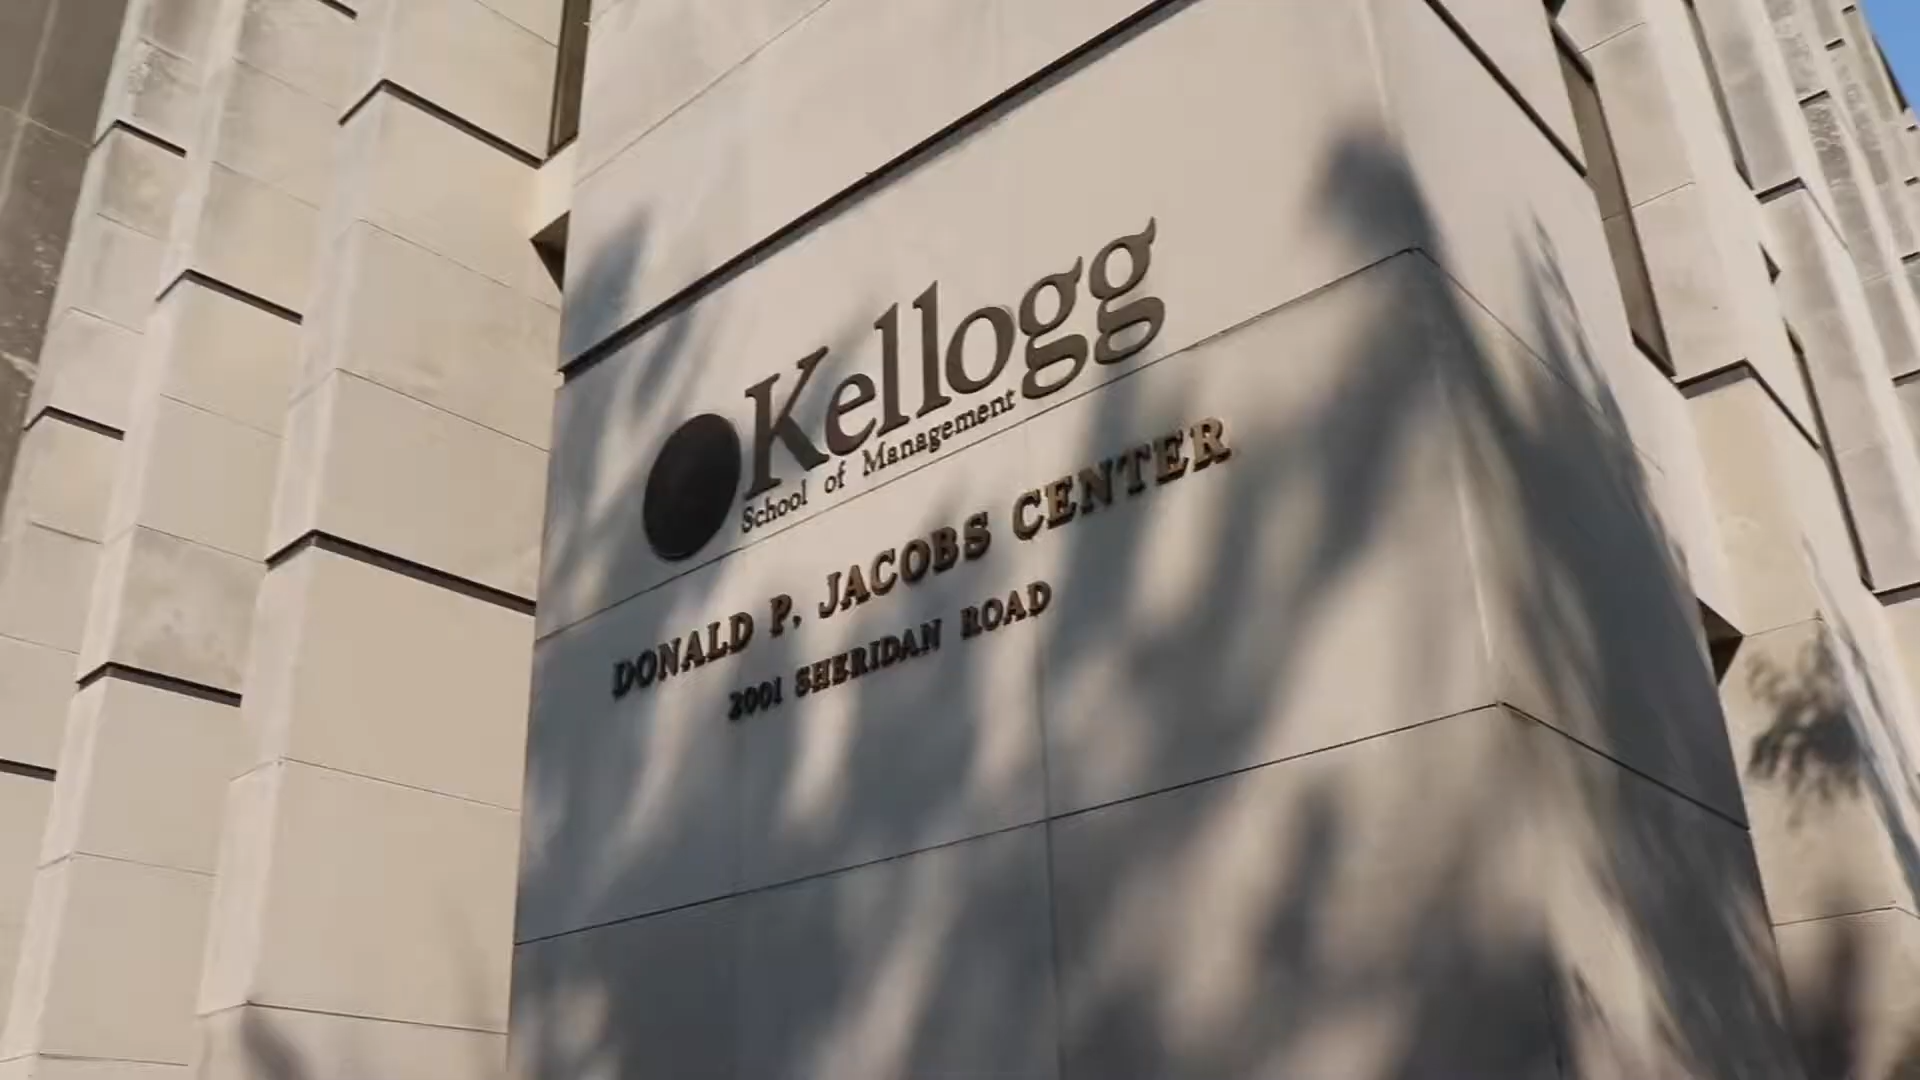 Kellogg
School of Management
DONALD P. JACOBS CENTER
2001 SHERIDAN ROAD